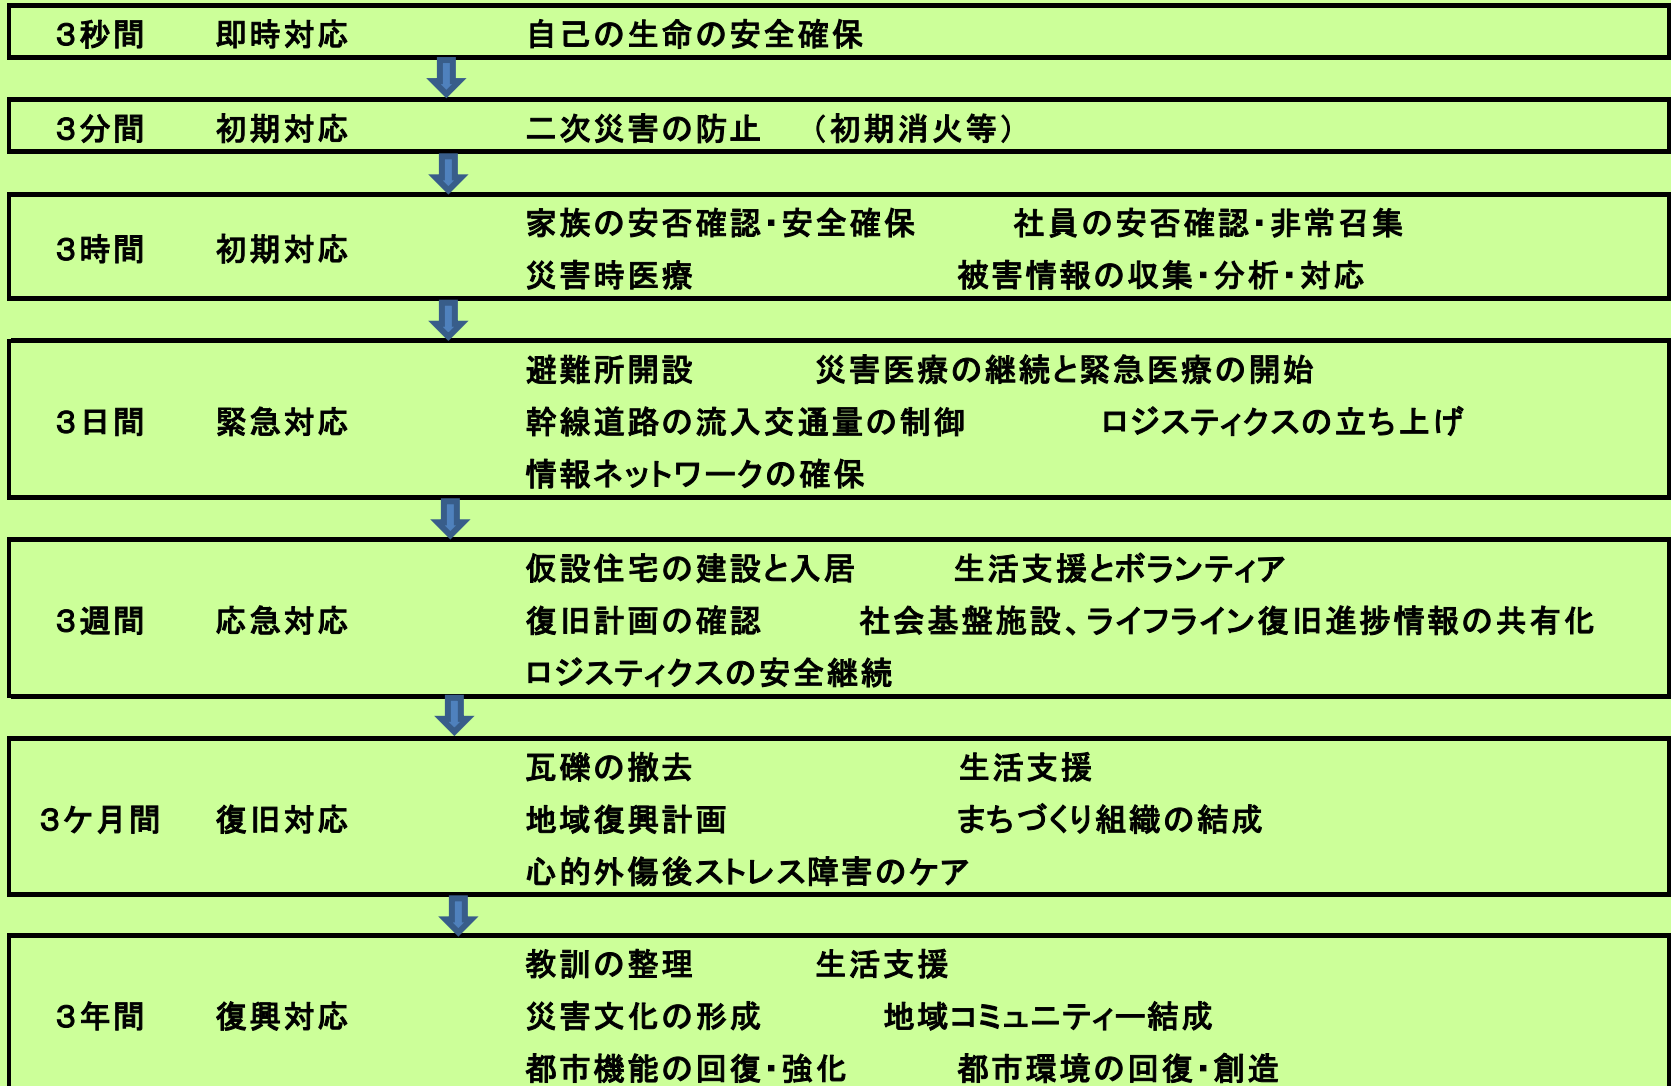 3秒間 即時対応 自己の生命の安全確保
3分間 初期対応 二次災害の防止 （初期消火等）
家族の安否確認・安全確保 社員の安否確認・非常召集
3時間 初期対応
災害時医療 被害情報の収集・分析・対応
避難所開設 災害医療の継続と緊急医療の開始
3日間 緊急対応 幹線道路の流入交通量の制御 ロジスティクスの立ち上げ
情報ネットワークの確保
仮設住宅の建設と入居 生活支援とボランティア
3週間 応急対応 復旧計画の確認 社会基盤施設、ライフライン復旧進捗情報の共有化
ロジスティクスの安全継続
瓦礫の撤去 生活支援
3ケ月間 復旧対応 地域復興計画 まちづくり組織の結成
心的外傷後ストレス障害のケア
教訓の整理 生活支援
3年間 復興対応 災害文化の形成 地域コミュニティー結成
都市機能の回復・強化 都市環境の回復・創造